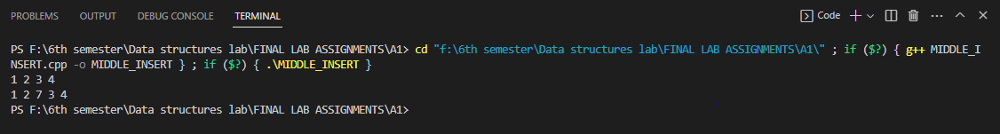 PROBLEMS OUTPUT DEBUG CONSOLE TERMINAL Code
PS F:\6th semester\Data structures lab\FINAL LAB ASSIGNMENTS\A1> cd "f:\6th semester\Data structures lab\FINAL LAB ASSIGNMENTS\A1\" ; if ($?) { g++ MIDDLE_I
NSERT.cpp -o MIDDLE_INSERT } ; if ($?) { .\MIDDLE_INSERT }
1 2 3 4
1 2 7 3 4
PS F:\6th semester\Data structures lab\FINAL LAB ASSIGNMENTS\A1>